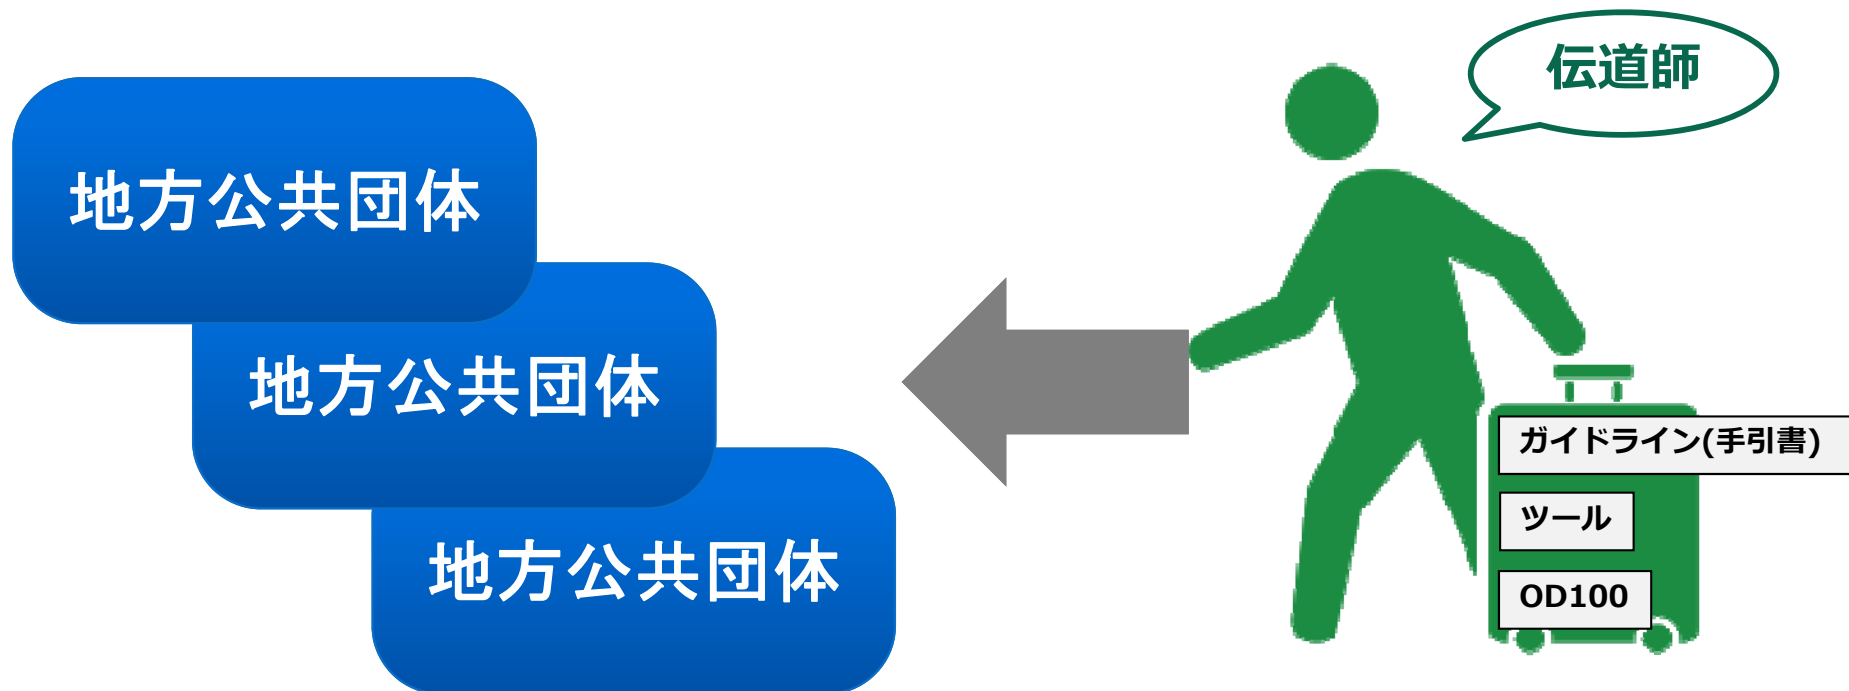 伝道師
地方公共団体
地方公共団体
地方公共団体
ガイドライン(手引書)
ツール
OD100